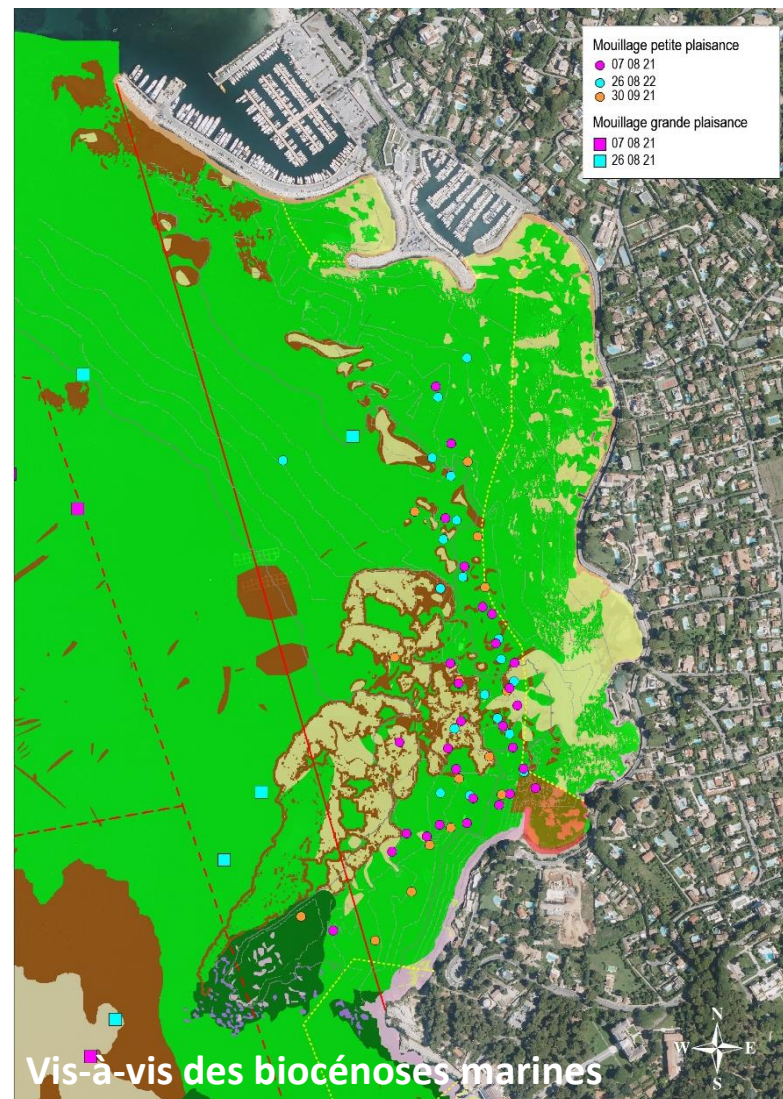 Mouillage petite plaisance
07 08 21
26 08 22
30 09 21
Mouillage grande plaisance
07 08 21
26 08 21
N
W E
S
Vis-à-vis des biocénoses marines